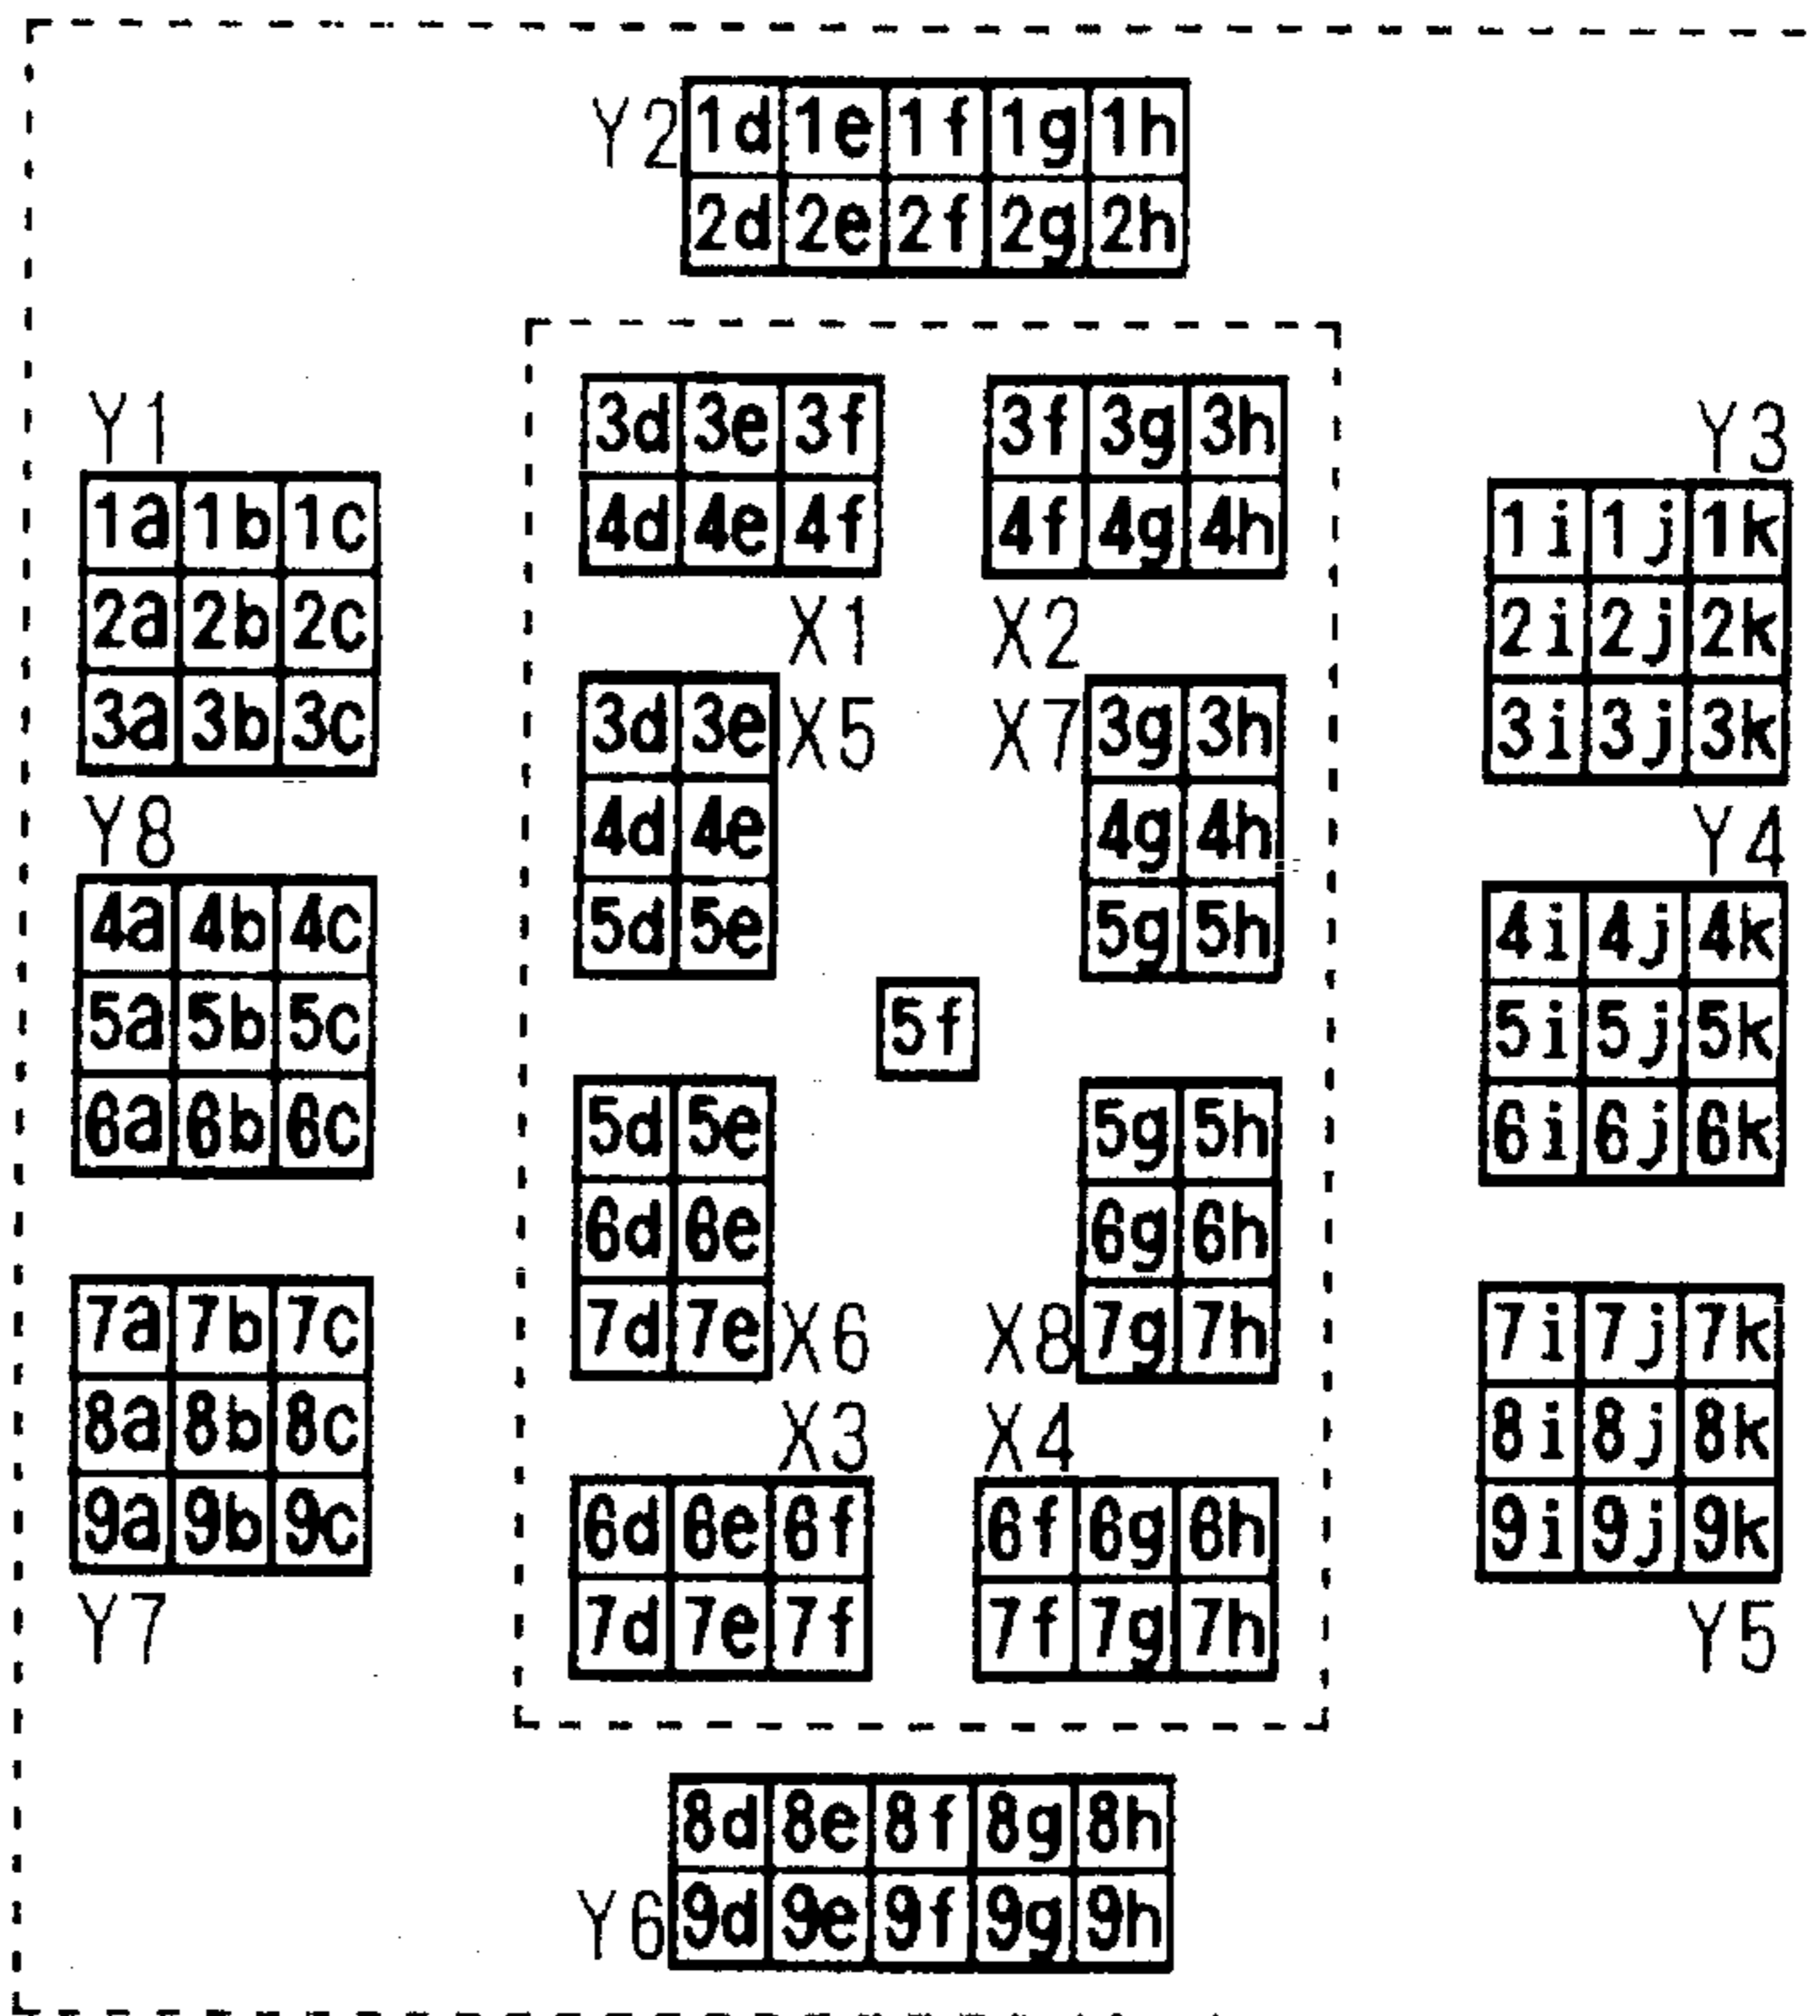 Y2
1d 1e 1f 1g 1h
2d 2e 2f 2g 2h
Y1
1a 1b 1c
2a 2b 2c
3a 3b 3c
Y8
4a 4b 4c
5a 5b 5c
6a 6b 6c
7a 7b 7c
8a 8b 8c
9a 9b 9c
Y7
3d 3e 3f
4d 4e 4f
X1
3f 3g 3h
4f 4g 4h
X2
3d 3e
4d 4e
5d 5e
X5
X7
3g 3h
4g 4h
5g 5h
5f
5d 5e
6d 6e
7d 7e
X6
5g 5h
6g 6h
7g 7h
X8
X3
6d 6e 6f
7d 7e 7f
X4
6f 6g 6h
7f 7g 7h
Y3
1i 1j 1k
2i 2j 2k
3i 3j 3k
Y4
4i 4j 4k
5i 5j 5k
6i 6j 6k
7i 7j 7k
8i 8j 8k
9i 9j 9k
Y5
8d 8e 8f 8g 8h
9d 9e 9f 9g 9h
Y6